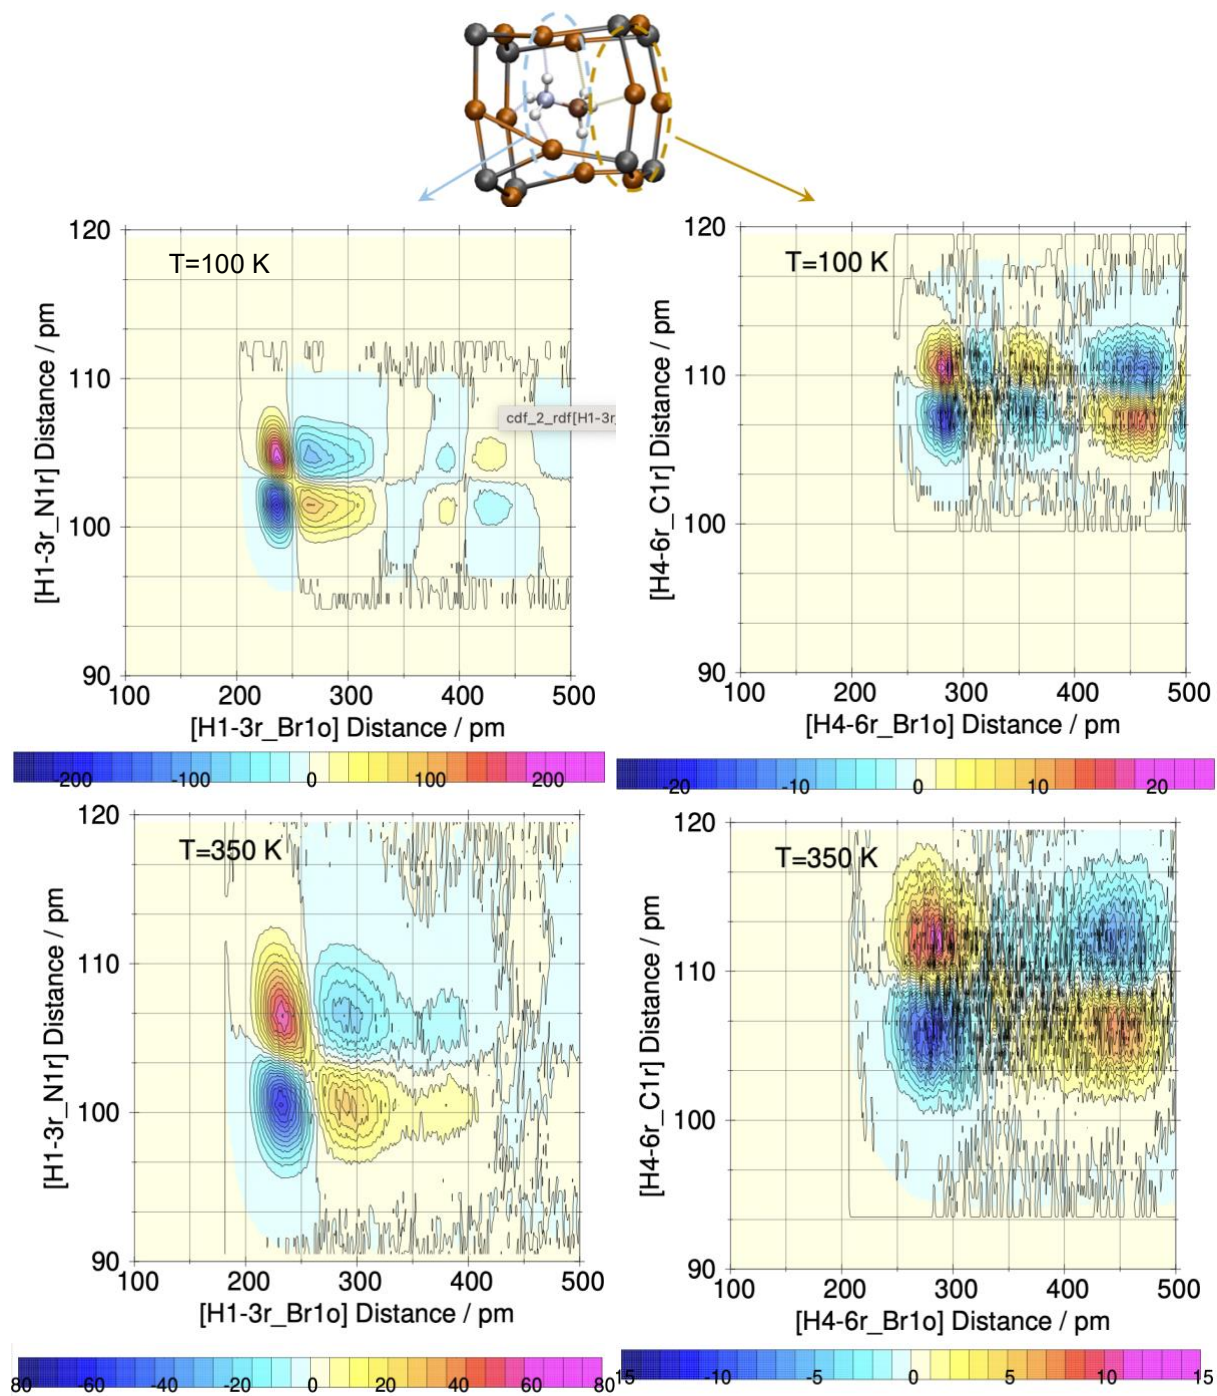 120
T=100 K
110
100
90
[H1-3r_N1r] Distance / pm
cdf_2_rdf[H1-3r
100 200 300 400 500
[H1-3r_Br1o] Distance / pm
-200 -100 0 100 200
120
T=100 K
110
100
90
[H4-6r_C1r] Distance / pm
100 200 300 400 500
[H4-6r_Br1o] Distance / pm
-20 -10 0 10 20
120
T=350 K
110
100
90
[H1-3r_N1r] Distance / pm
100 200 300 400 500
[H1-3r_Br1o] Distance / pm
80 -60 -40 -20 0 20 40 60 80
120
T=350 K
110
100
90
[H4-6r_C1r] Distance / pm
100 200 300 400 500
[H4-6r_Br1o] Distance / pm
-15 -10 -5 0 5 10 15